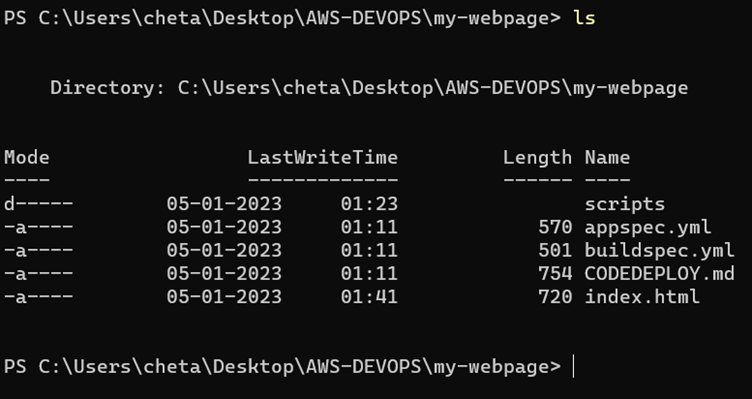 PS C:\Users\cheta\Desktop\AWS-DEVOPS\my-webpage> ls
Directory: C:\Users\cheta\Desktop\AWS-DEVOPS\my-webpage
Mode LastWriteTime Length Name
---- ------------- ------ ----
d----- 05-01-2023 01:23 scripts
-a---- 05-01-2023 01:11 570 appspec.yml
-a---- 05-01-2023 01:11 501 buildspec.yml
-a---- 05-01-2023 01:11 754 CODEDEPLOY.md
-a---- 05-01-2023 01:41 720 index.html
PS C:\Users\cheta\Desktop\AWS-DEVOPS\my-webpage>